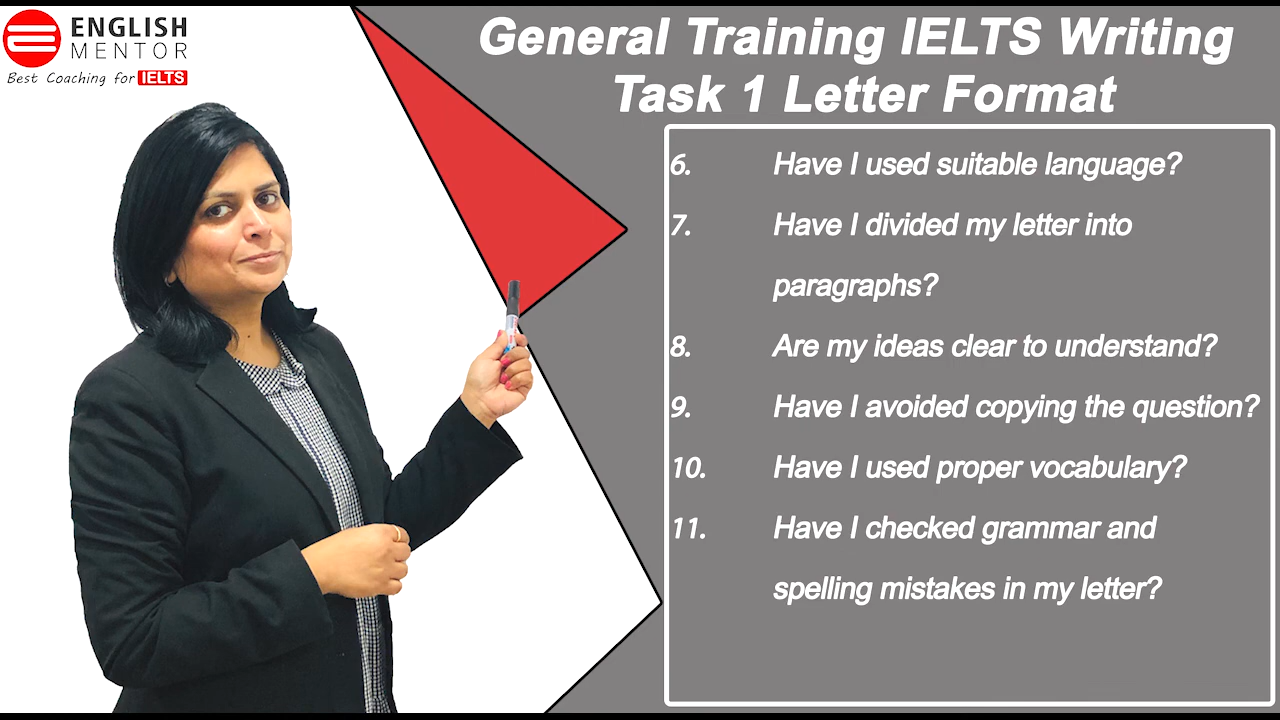 ENGLISH
MENTOR
Best Coaching for IELTS
General Training IELTS Writing
Task 1 Letter Format
6. Have I used suitable language?
7. Have I divided my letter into
paragraphs?
8. Are my ideas clear to understand?
9. Have I avoided copying the question?
10. Have I used proper vocabulary?
11. Have I checked grammar and
spelling mistakes in my letter?